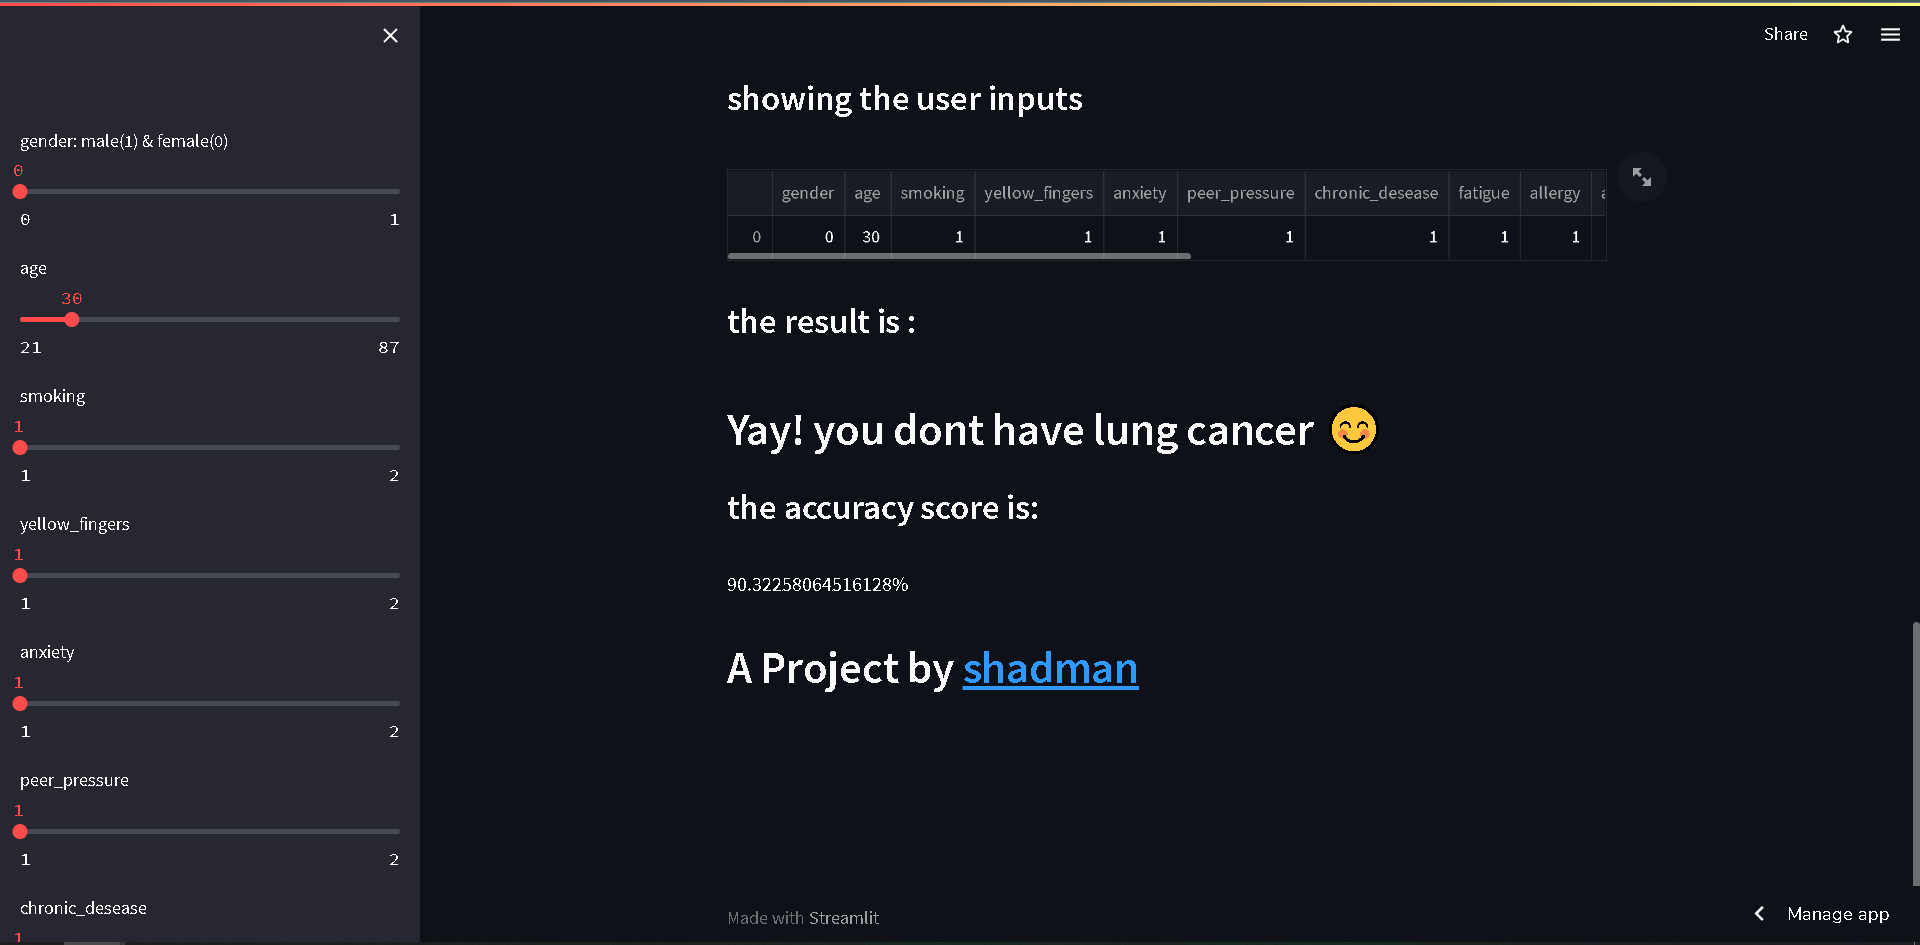 gender: male(1) & female(0)
0
0 1
age
30
21 87
smoking
1
1 2
yellow_fingers
1
1 2
anxiety
1
1 2
peer_pressure
1
1 2
chronic_desease
1
Share
showing the user inputs
gender age smoking yellow_fingers anxiety peer_pressure chronic_desease fatigue allergy
0 0 30 1 1 1 1 1 1 1
the result is :
Yay! you dont have lung cancer 😊
the accuracy score is:
90.32258064516128%
A Project by shadman
Made with Streamlit
Manage app